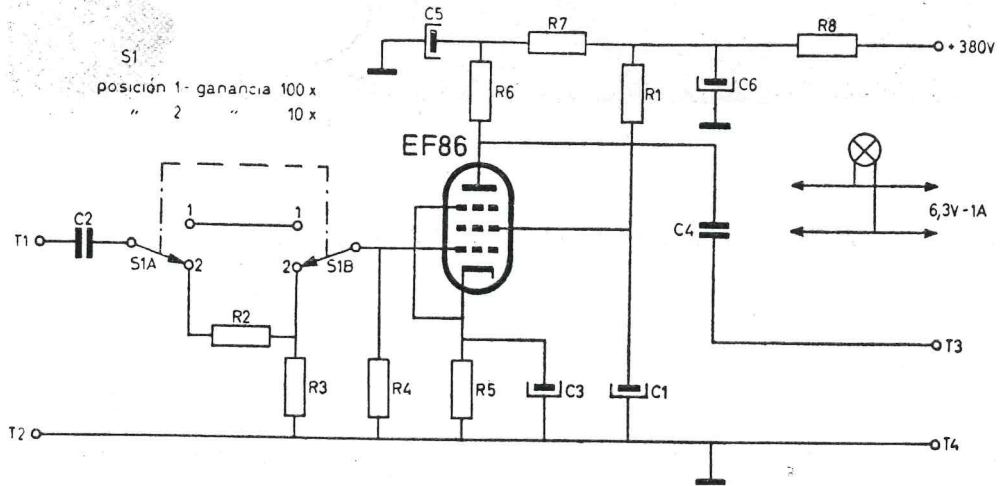 C5
R7
R8
+ 380V
S1
posición 1- ganancia 100 x
" 2 " 10 x
R6
R1
C6
EF86
6,3V-1A
C2
T1
1
1
S1A
2
2
S1B
C4
R2
R3
R4
R5
C3
C1
T3
T2
T4